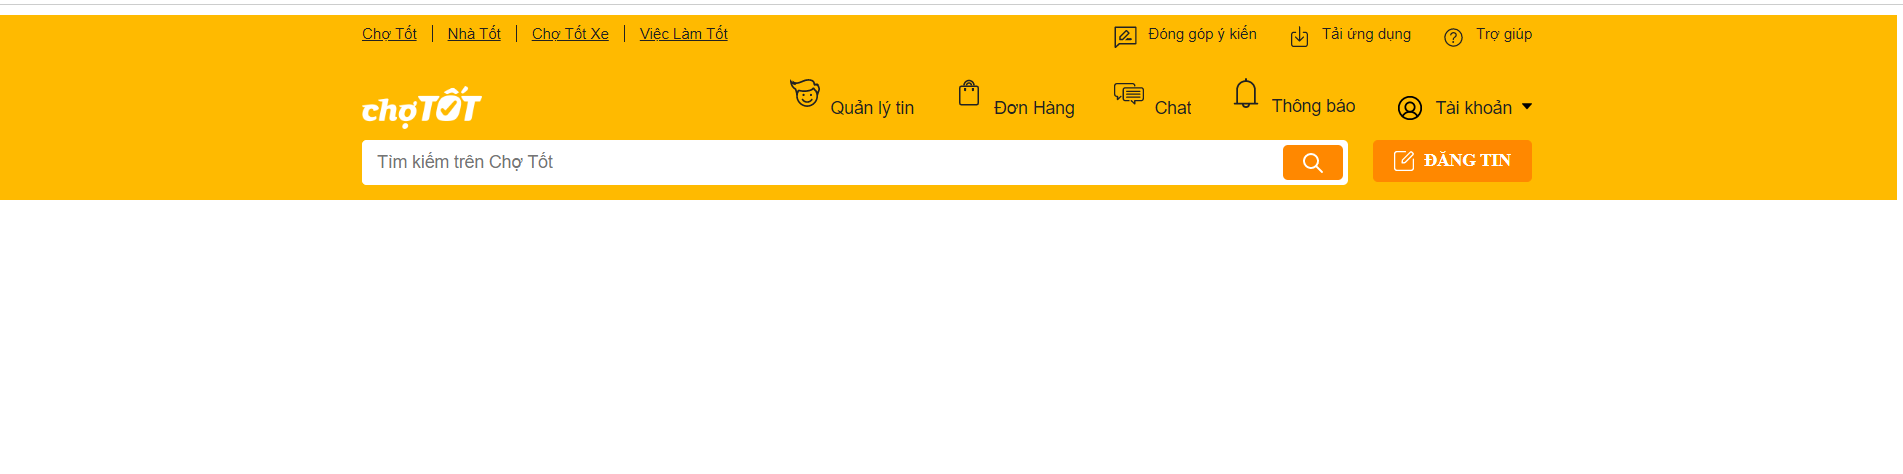 Chợ Tốt Nhà Tốt Chợ Tốt Xe Việc Làm Tốt Đóng góp ý kiến Tải ứng dụng Trợ giúp
chợTỐT Quản lý tin Đơn Hàng Chat Thông báo Tài khoản
Tìm kiếm trên Chợ Tốt ĐĂNG TIN